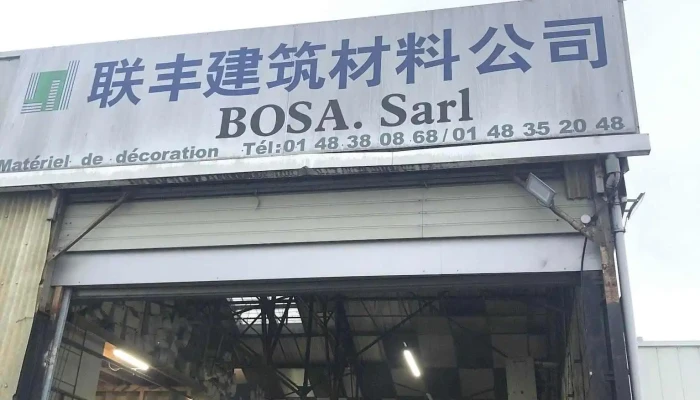 联丰建筑材料公司
BOSA. Sarl
Matériel de décoration Tél:01 48 38 08 68/01 48 35 20 48